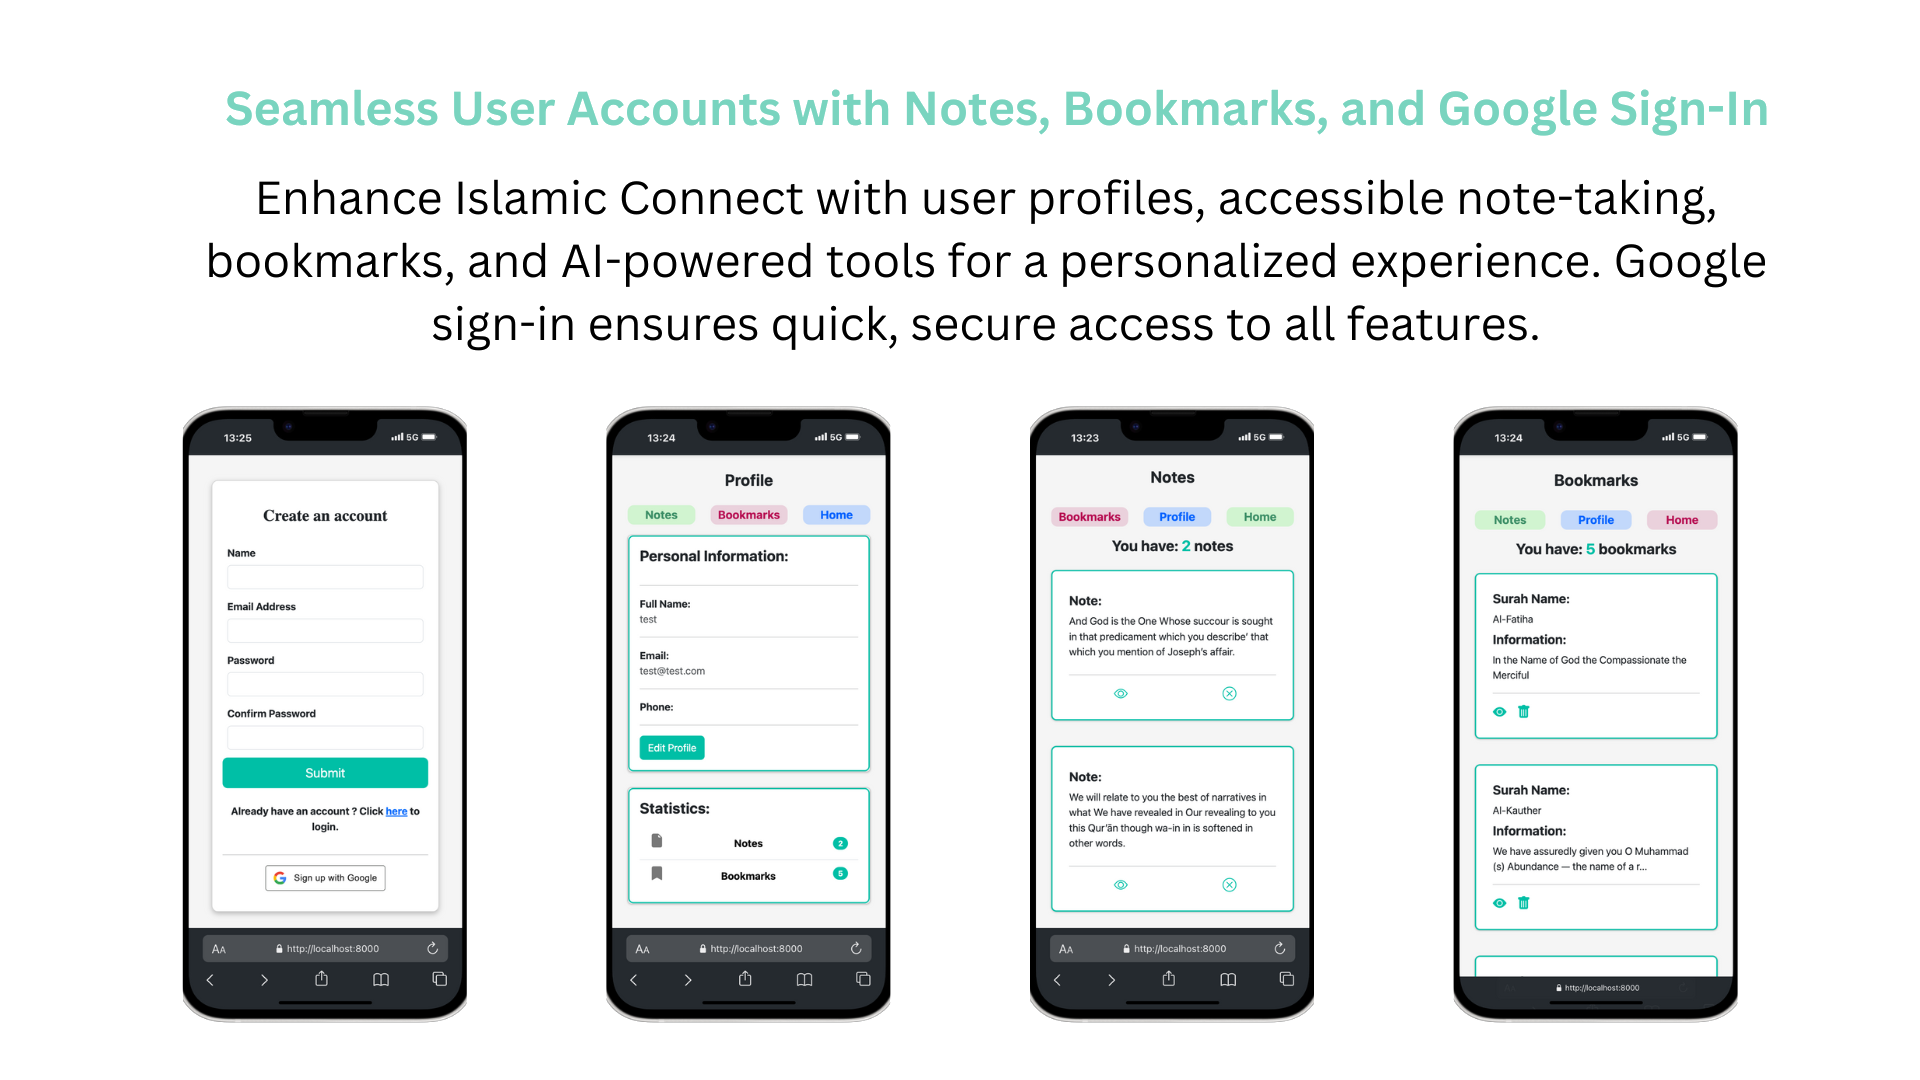 Seamless User Accounts with Notes, Bookmarks, and Google Sign-In
Enhance Islamic Connect with user profiles, accessible note-taking,
bookmarks, and AI-powered tools for a personalized experience. Google
sign-in ensures quick, secure access to all features.
13:25
5G
Create an account
Name
Email Address
Password
Confirm Password
Submit
Already have an account ? Click here to
login.
Sign up with Google
AA
http://localhost:8000
13:24
5G
Profile
Notes
Bookmarks
Home
Personal Information:
Full Name:
test
Email:
test@test.com
Phone:
Edit Profile
Statistics:
Notes
2
Bookmarks
5
AA
http://localhost:8000
13:23
5G
Notes
Bookmarks
Profile
Home
You have: 2 notes
Note:
And God is the One Whose succour is sought
in that predicament which you describe' that
which you mention of Joseph's affair.
Note:
We will relate to you the best of narratives in
what We have revealed in Our revealing to you
this Qur'ān though wa-in in is softened in
other words.
AA
http://localhost:8000
13:24
5G
Bookmarks
Notes
Profile
Home
You have: 5 bookmarks
Surah Name:
Al-Fatiha
Information:
In the Name of God the Compassionate the
Merciful
Surah Name:
Al-Kauther
Information:
We have assuredly given you O Muhammad
(s) Abundance — the name of a r...
http://localhost:8000